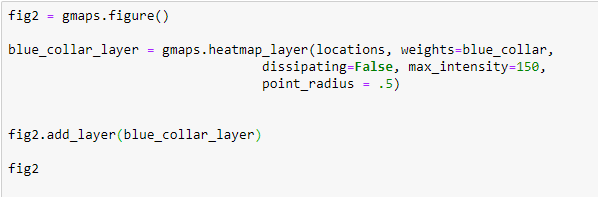 fig2 = gmaps.figure()
blue_collar_layer = gmaps.heatmap_layer(locations, weights=blue_collar,
dissipating=False, max_intensity=150,
point_radius = .5)
fig2.add_layer(blue_collar_layer)
fig2